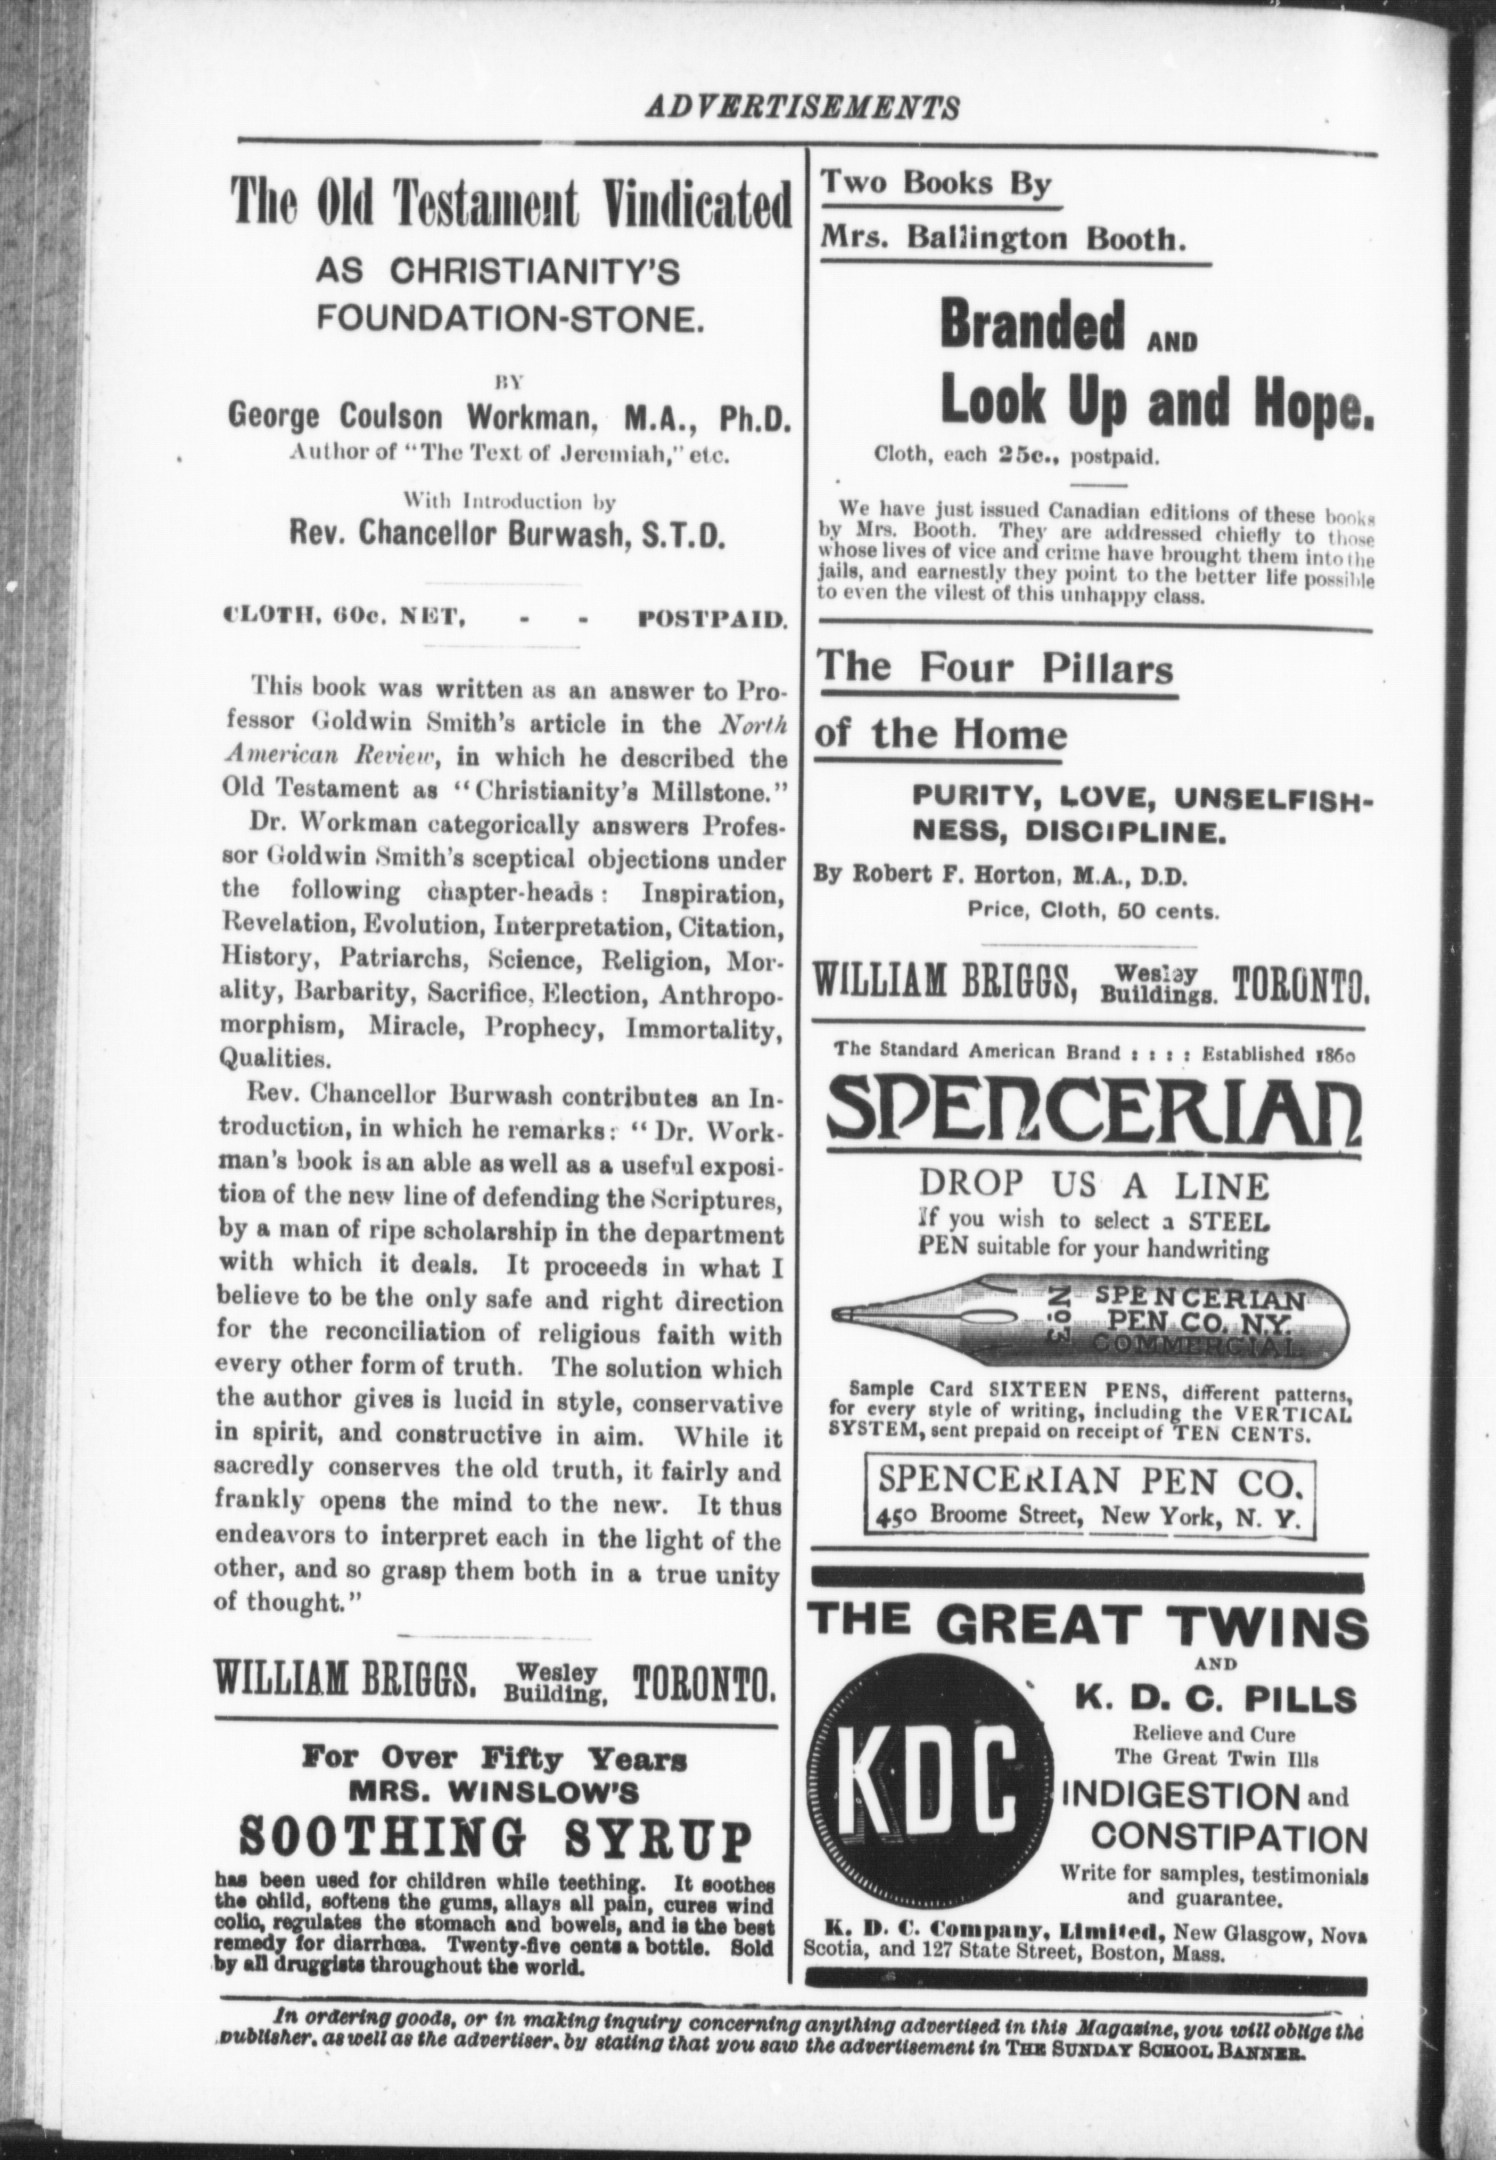 ADVERTISEMENTS
The Old Testament Vindicated
AS CHRISTIANITY'S
FOUNDATION-STONE.
BY
George Coulson Workman, M.A., Ph.D.
Author of "The Text of Jeremiah," etc.
With Introduction by
Rev. Chancellor Burwash, S.T.D.
CLOTH, 60c. NET, - - POSTPAID.
This book was written as an answer to Pro-
fessor Goldwin Smith's article in the North
American Review, in which he described the
Old Testament as "Christianity's Millstone."
Dr. Workman categorically answers Profes-
sor Goldwin Smith's sceptical objections under
the following chapter-heads: Inspiration,
Revelation, Evolution, Interpretation, Citation,
History, Patriarchs, Science, Religion, Mor-
ality, Barbarity, Sacrifice, Election, Anthropo-
morphism, Miracle, Prophecy, Immortality,
Qualities.
Rev. Chancellor Burwash contributes an In-
troduction, in which he remarks: "Dr. Work-
man's book is an able as well as a useful exposi-
tion of the new line of defending the Scriptures,
by a man of ripe scholarship in the department
with which it deals. It proceeds in what I
believe to be the only safe and right direction
for the reconciliation of religious faith with
every other form of truth. The solution which
the author gives is lucid in style, conservative
in spirit, and constructive in aim. While it
sacredly conserves the old truth, it fairly and
frankly opens the mind to the new. It thus
endeavors to interpret each in the light of the
other, and so grasp them both in a true unity
of thought."
WILLIAM BRIGGS, Wesley Building, TORONTO.
For Over Fifty Years
MRS. WINSLOW'S
SOOTHING SYRUP
has been used for children while teething. It soothes
the child, softens the gums, allays all pain, cures wind
colic, regulates the stomach and bowels, and is the best
remedy for diarrhœa. Twenty-five cents a bottle. Sold
by all druggists throughout the world.
Two Books By
Mrs. Ballington Booth.
Branded AND
Look Up and Hope.
Cloth, each 25c., postpaid.
We have just issued Canadian editions of these books
by Mrs. Booth. They are addressed chiefly to those
whose lives of vice and crime have brought them into the
jails, and earnestly they point to the better life possible
to even the vilest of this unhappy class.
The Four Pillars
of the Home
PURITY, LOVE, UNSELFISH-
NESS, DISCIPLINE.
By Robert F. Horton, M.A., D.D.
Price, Cloth, 50 cents.
WILLIAM BRIGGS, Wesley Buildings. TORONTO.
The Standard American Brand : : : : Established 1860
SPENCERIAN
DROP US A LINE
If you wish to select a STEEL
PEN suitable for your handwriting
No. 3
SPENCERIAN
PEN CO. N.Y.
COMMERCIAL
Sample Card SIXTEEN PENS, different patterns,
for every style of writing, including the VERTICAL
SYSTEM, sent prepaid on receipt of TEN CENTS.
SPENCERIAN PEN CO.
450 Broome Street, New York, N. Y.
THE GREAT TWINS
KDC
AND
K. D. C. PILLS
Relieve and Cure
The Great Twin Ills
INDIGESTION and
CONSTIPATION
Write for samples, testimonials
and guarantee.
K. D. C. Company, Limited, New Glasgow, Nova
Scotia, and 127 State Street, Boston, Mass.
In ordering goods, or in making inquiry concerning anything advertised in this Magazine, you will oblige the
publisher, as well as the advertiser, by stating that you saw the advertisement in THE SUNDAY SCHOOL BANNER.